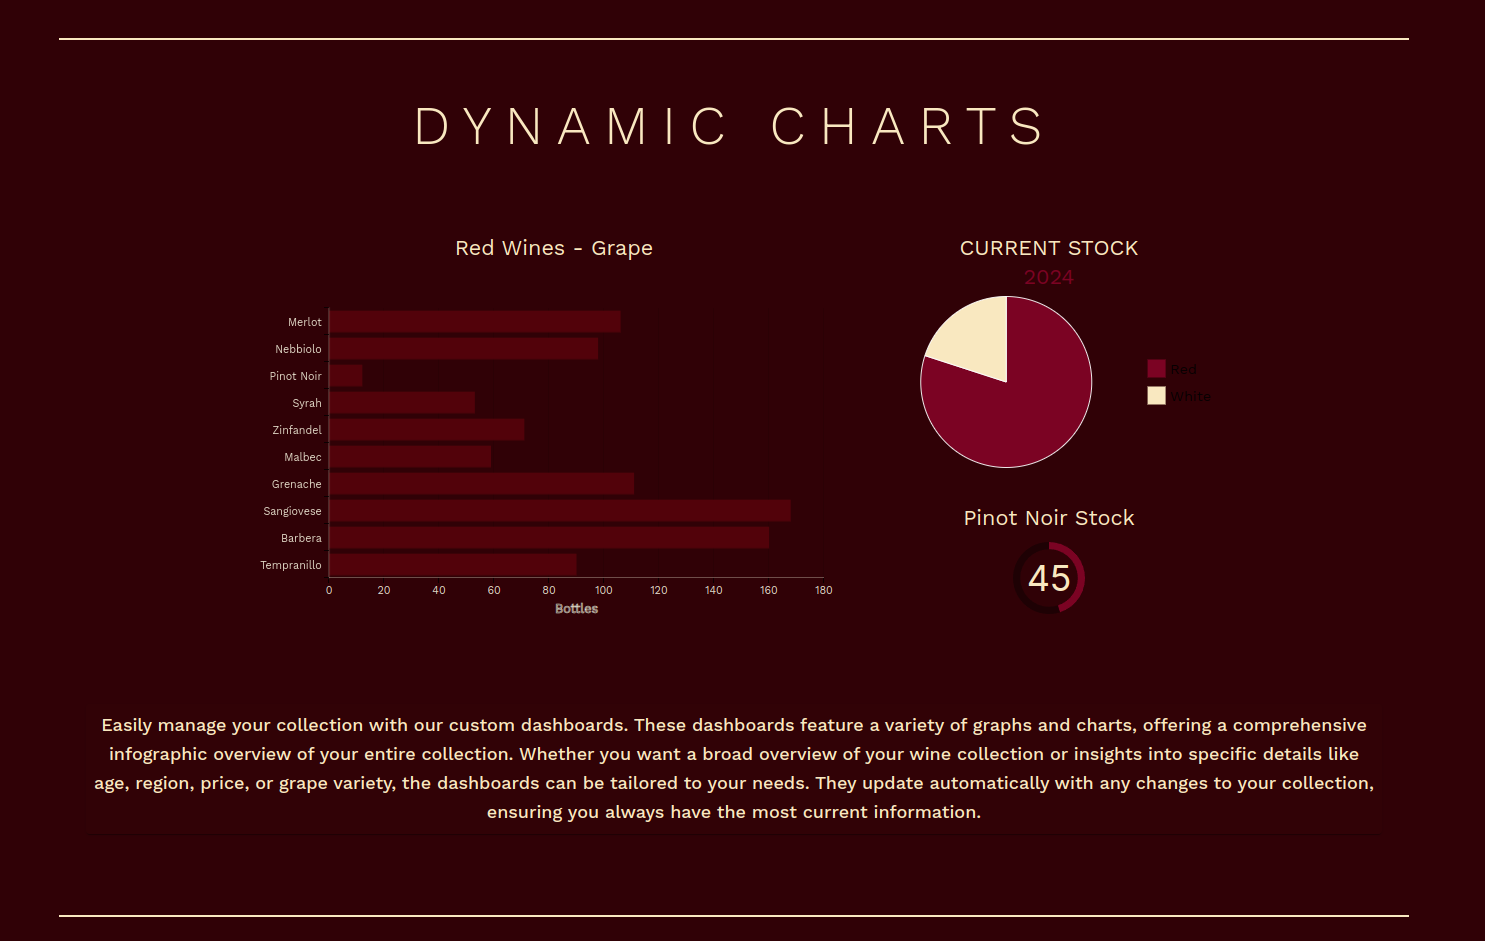 DYNAMIC CHARTS
Red Wines - Grape
Merlot
Nebbiolo
Pinot Noir
Syrah
Zinfandel
Malbec
Grenache
Sangiovese
Barbera
Tempranillo
0 20 40 60 80 100 120 140 160 180
Bottles
CURRENT STOCK
2024
Red
White
Pinot Noir Stock
45
Easily manage your collection with our custom dashboards. These dashboards feature a variety of graphs and charts, offering a comprehensive
infographic overview of your entire collection. Whether you want a broad overview of your wine collection or insights into specific details like
age, region, price, or grape variety, the dashboards can be tailored to your needs. They update automatically with any changes to your collection,
ensuring you always have the most current information.